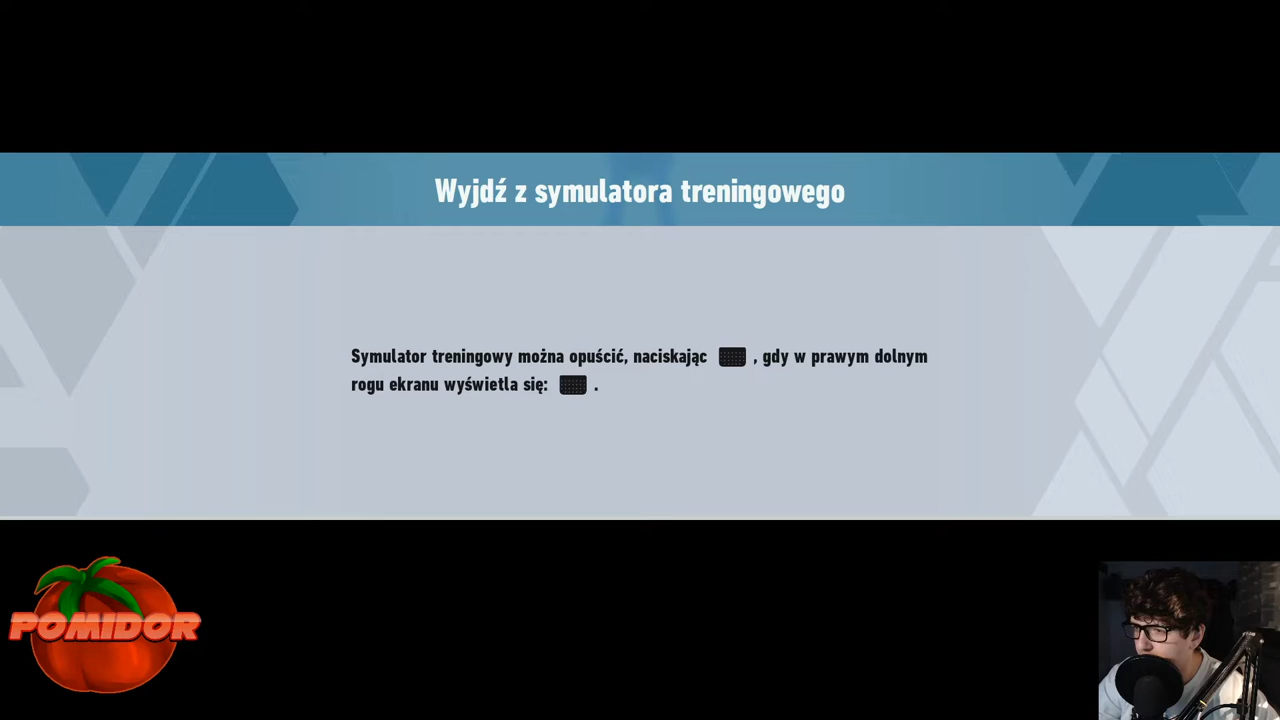 Wyjdź z symulatora treningowego
Symulator treningowy można opuścić, naciskając , gdy w prawym dolnym
rogu ekranu wyświetla się: .
POMIDOR